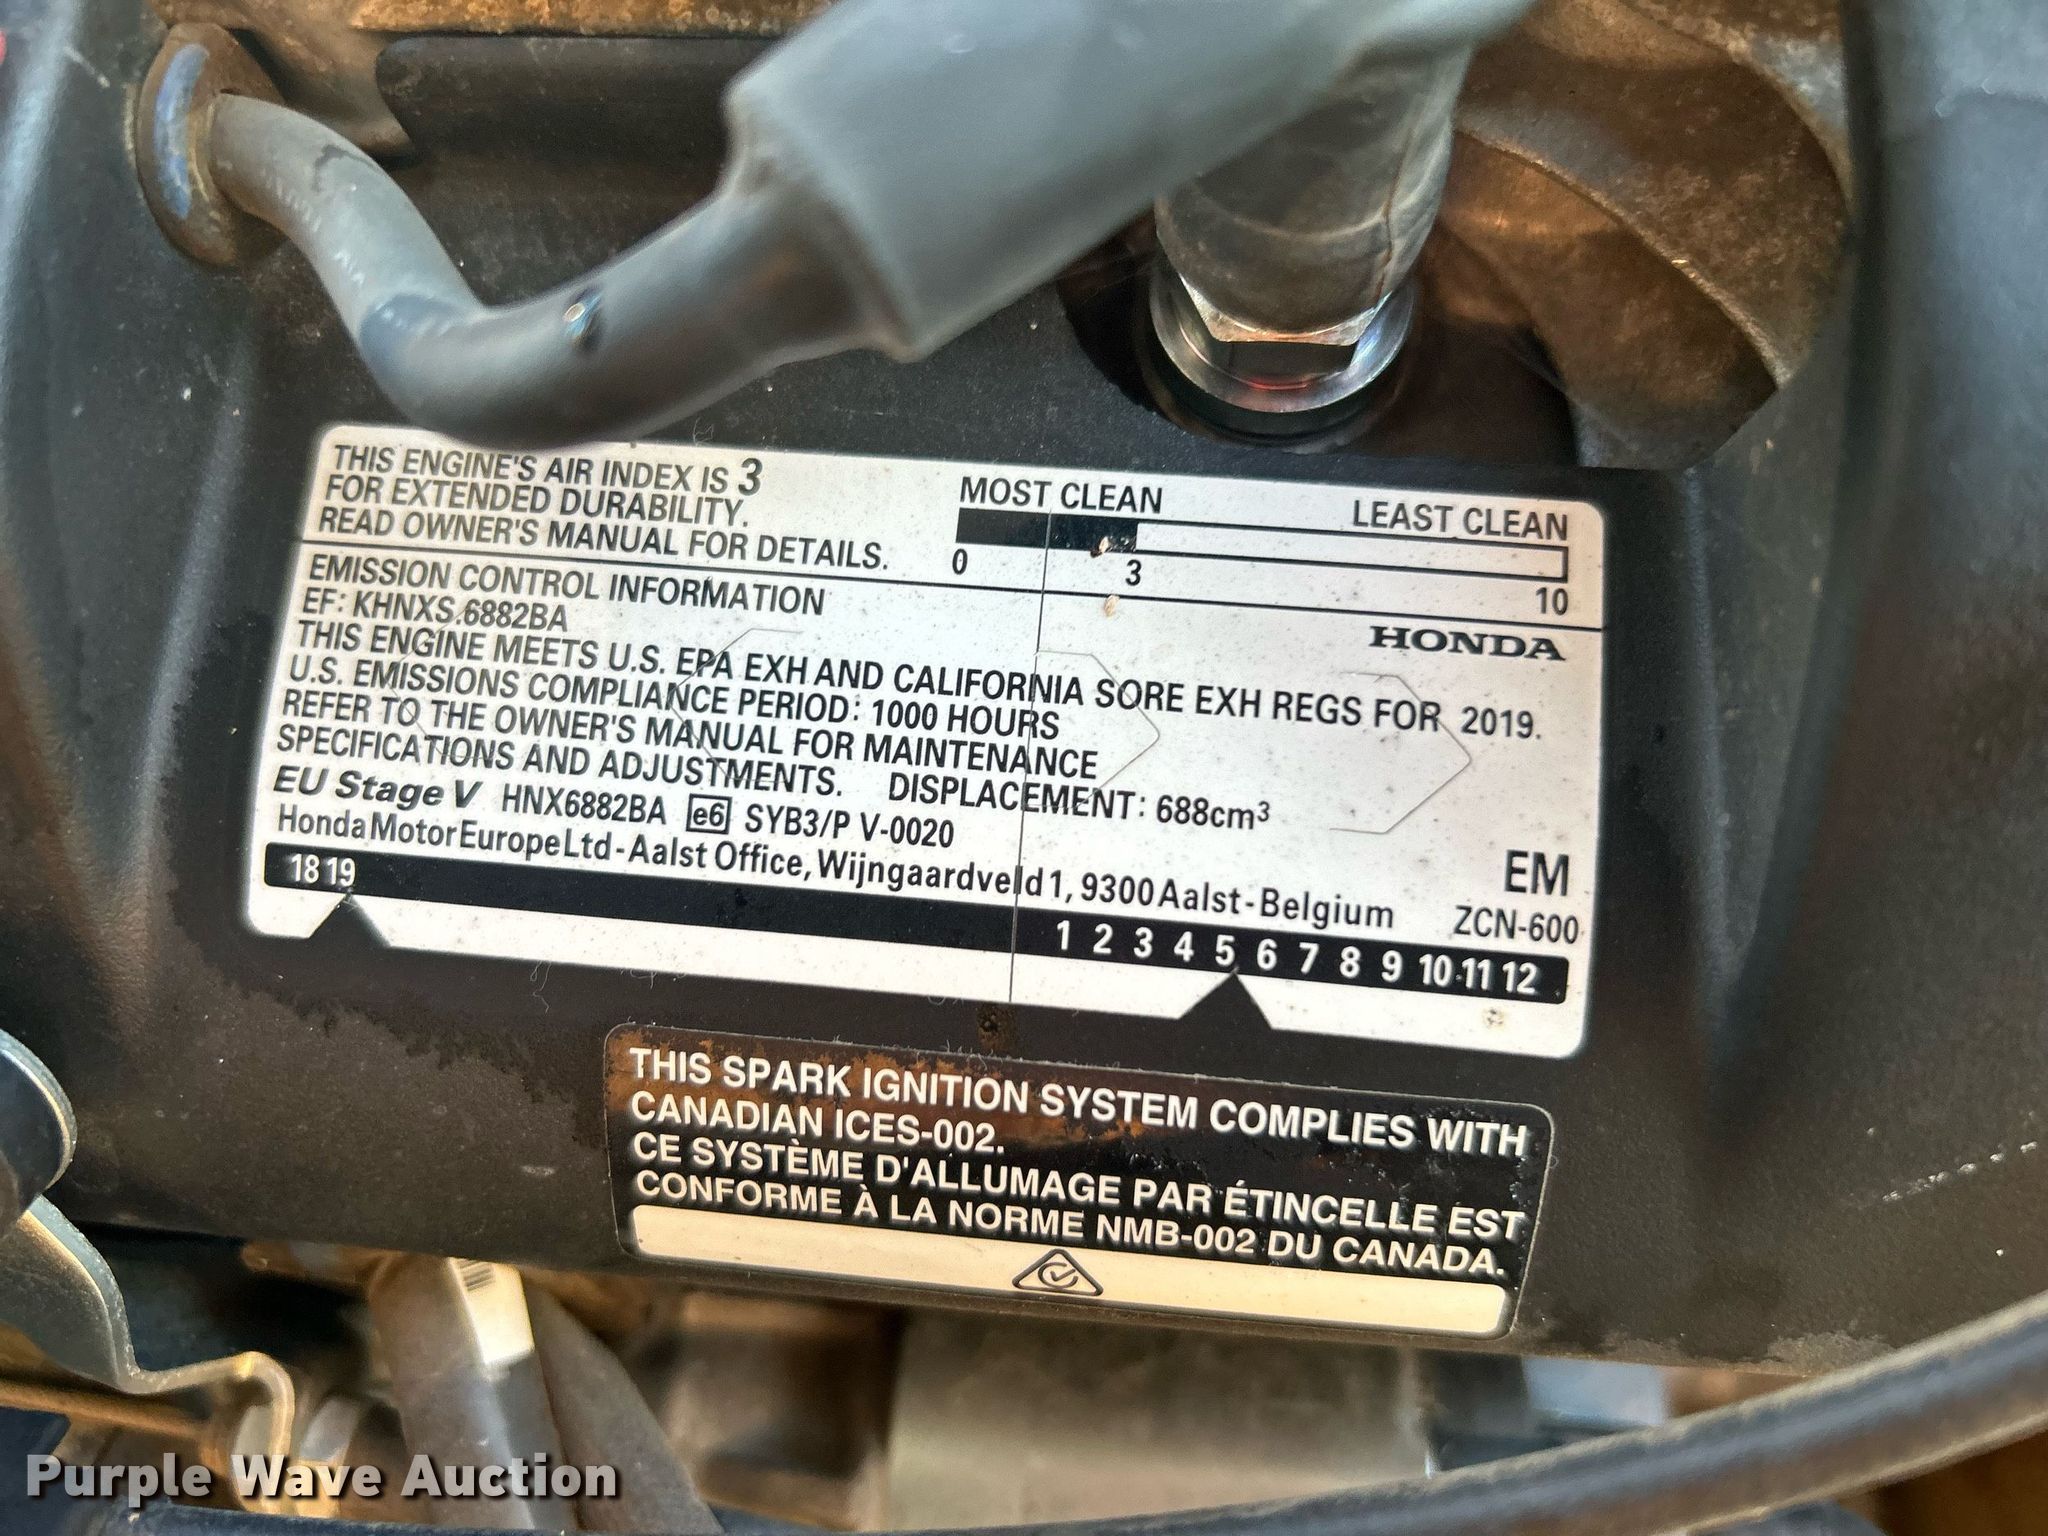 THIS ENGINE'S AIR INDEX IS 3
FOR EXTENDED DURABILITY.
READ OWNER'S MANUAL FOR DETAILS.
MOST CLEAN LEAST CLEAN
0 3 10
EMISSION CONTROL INFORMATION
EF: KHNXS.6882BA
HONDA
THIS ENGINE MEETS U.S. EPA EXH AND CALIFORNIA SORE EXH REGS FOR 2019.
U.S. EMISSIONS COMPLIANCE PERIOD: 1000 HOURS
REFER TO THE OWNER'S MANUAL FOR MAINTENANCE
SPECIFICATIONS AND ADJUSTMENTS. DISPLACEMENT: 688cm³
EU Stage V HNX6882BA e6 SYB3/P V-0020
EM
Honda Motor Europe Ltd - Aalst Office, Wijngaardveld 1, 9300 Aalst - Belgium
ZCN-600
18 19
1 2 3 4 5 6 7 8 9 10 11 12
THIS SPARK IGNITION SYSTEM COMPLIES WITH
CANADIAN ICES-002.
CE SYSTÈME D'ALLUMAGE PAR ÉTINCELLE EST
CONFORME À LA NORME NMB-002 DU CANADA.
Purple Wave Auction